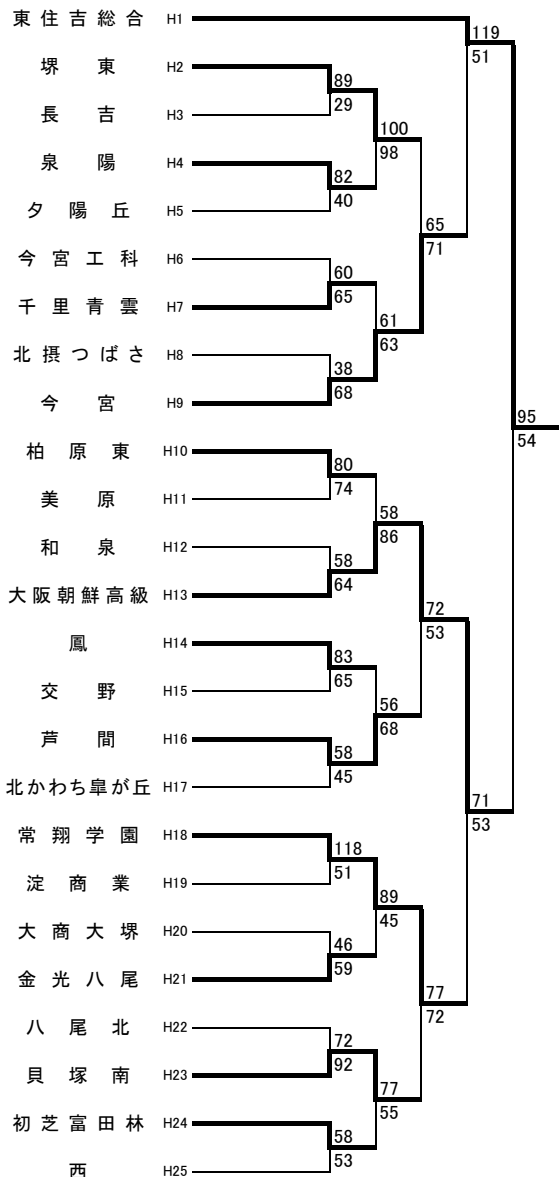 東住吉総合 H1
119
51
堺東 H2
89
29
長吉 H3
100
98
泉陽 H4
82
40
夕陽丘 H5
65
71
今宮工科 H6
60
65
千里青雲 H7
61
63
北摂つばさ H8
38
68
今宮 H9
95
54
柏原東 H10
80
74
美原 H11
58
86
和泉 H12
58
64
大阪朝鮮高級 H13
72
53
鳳 H14
83
65
交野 H15
56
68
芦間 H16
58
45
北かわち皐が丘 H17
71
53
常翔学園 H18
118
51
淀商業 H19
89
45
大商大堺 H20
46
59
金光八尾 H21
77
72
八尾北 H22
72
92
貝塚南 H23
77
55
初芝富田林 H24
58
53
西 H25